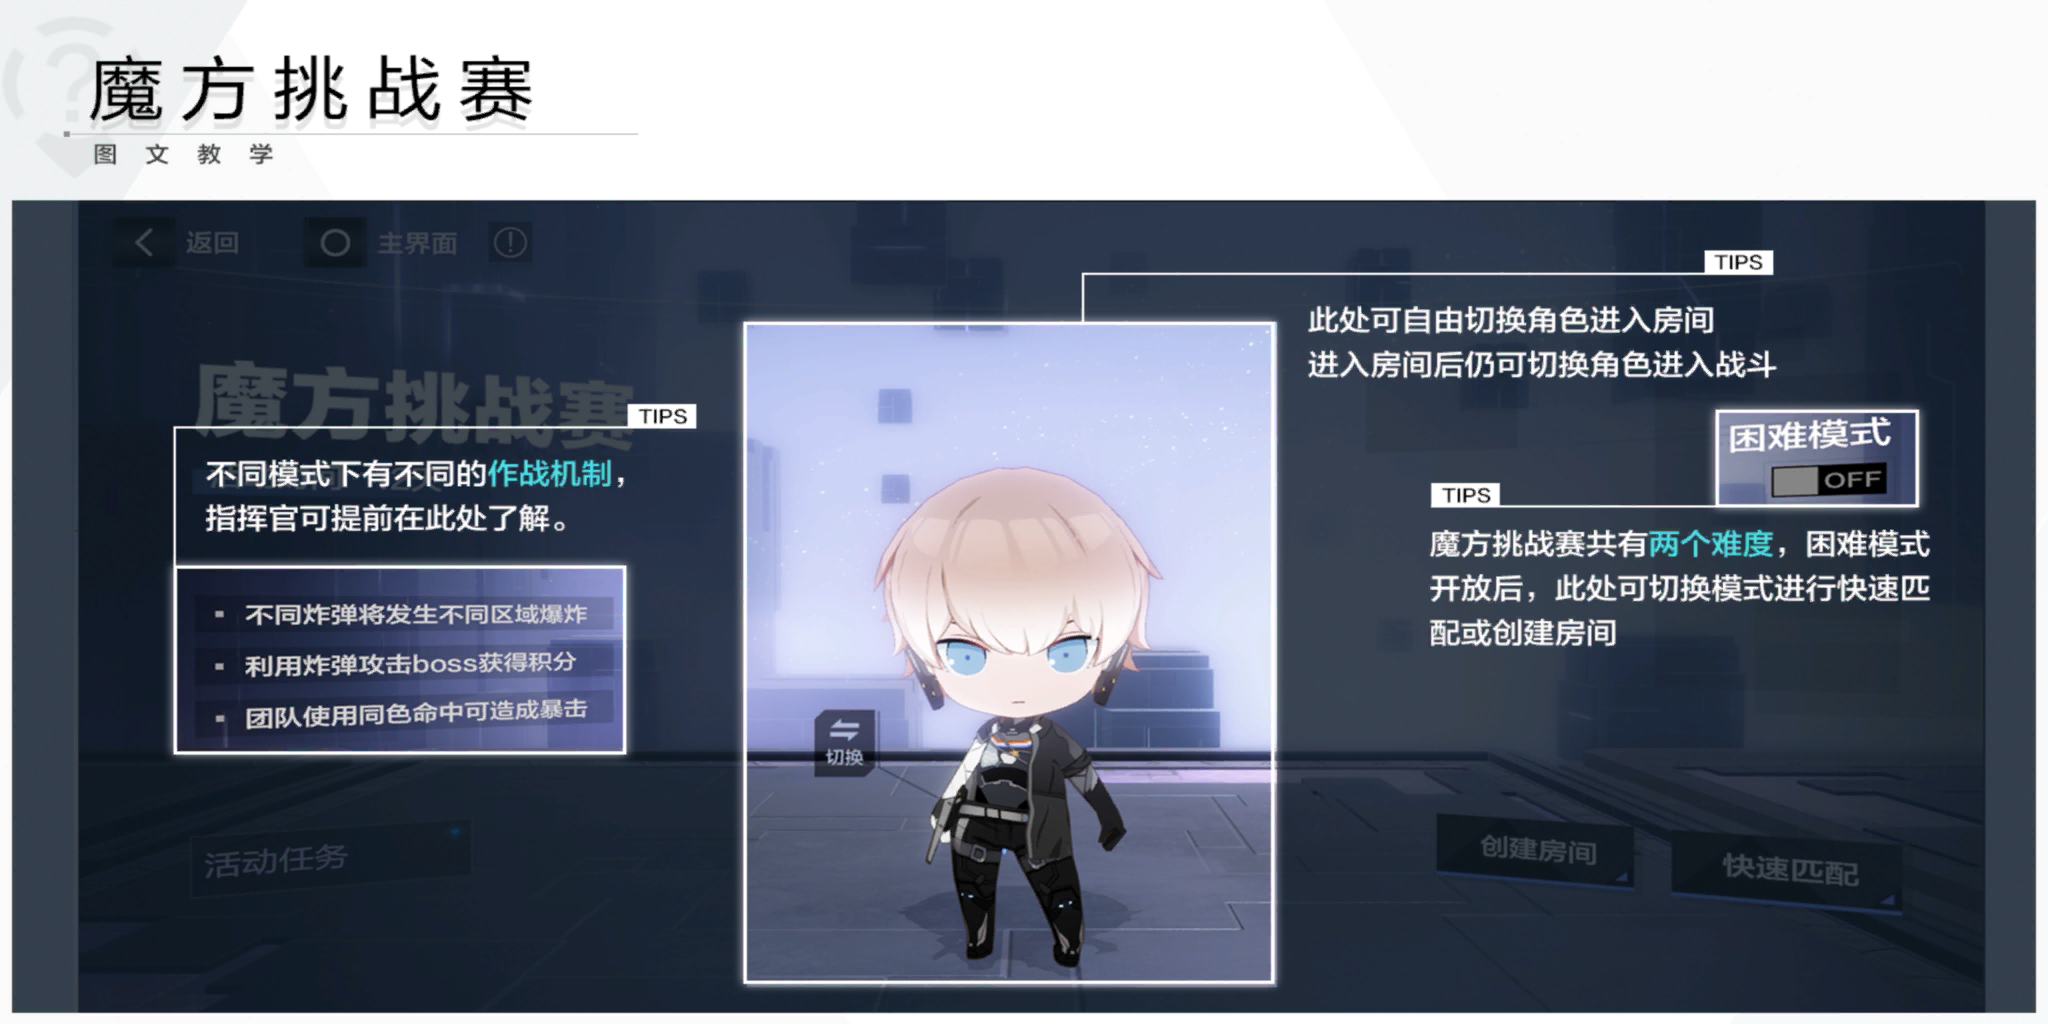 魔方挑战赛
图文教学
返回
主界面
TIPS
此处可自由切换角色进入房间
进入房间后仍可切换角色进入战斗
魔方挑战赛
TIPS
不同模式下有不同的作战机制，
指挥官可提前在此处了解。
困难模式
OFF
TIPS
魔方挑战赛共有两个难度，困难模式
开放后，此处可切换模式进行快速匹
配或创建房间
不同炸弹将发生不同区域爆炸
利用炸弹攻击boss获得积分
团队使用同色命中可造成暴击
切换
活动任务
创建房间
快速匹配